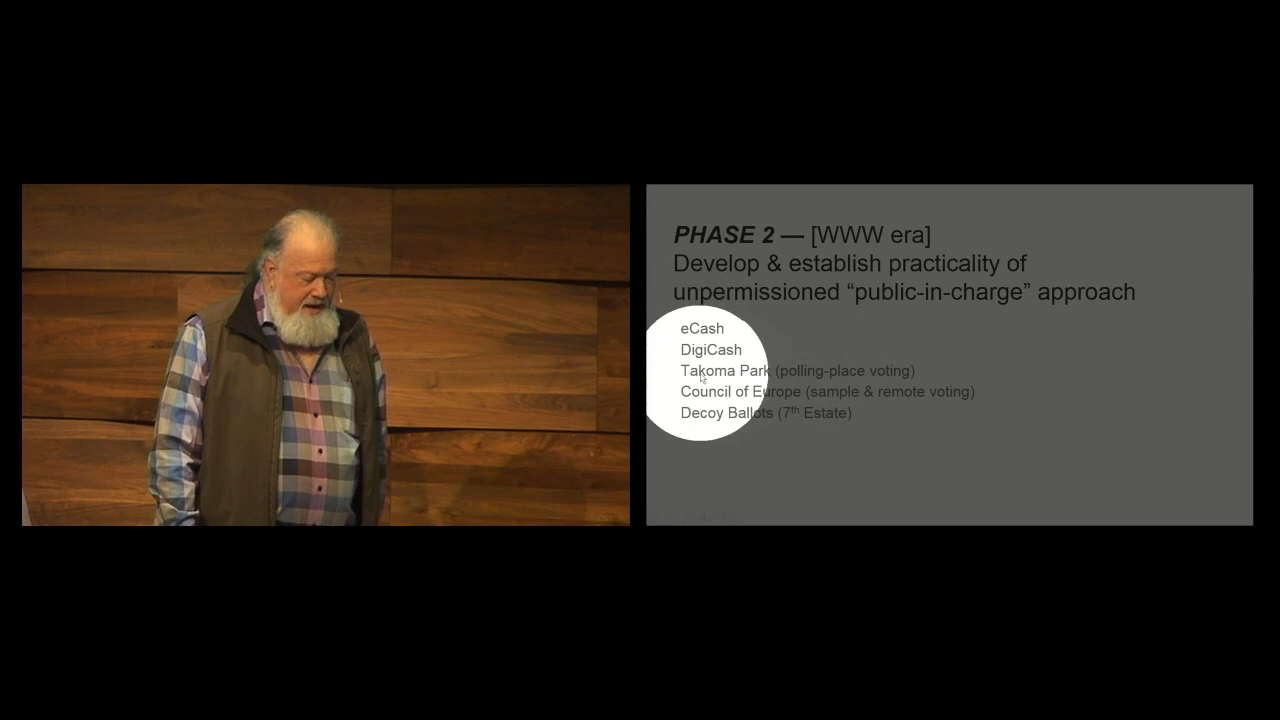 PHASE 2 — [WWW era]
Develop & establish practicality of
unpermissioned “public-in-charge” approach
eCash
DigiCash
Takoma Park (polling-place voting)
Council of Europe (sample & remote voting)
Decoy Ballots (7th Estate)